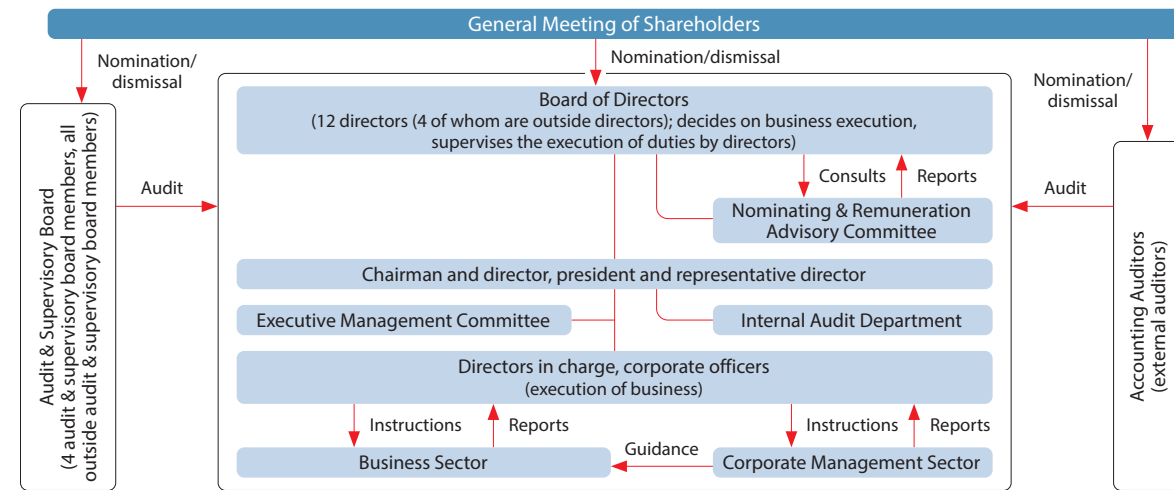 General Meeting of Shareholders
Nomination/
dismissal
Nomination/dismissal
Nomination/
dismissal
Audit & Supervisory Board
(4 audit & supervisory board members, all
outside audit & supervisory board members)
Audit
Board of Directors
(12 directors (4 of whom are outside directors); decides on business execution,
supervises the execution of duties by directors)
Consults
Reports
Nominating & Remuneration
Advisory Committee
Audit
Accounting Auditors
(external auditors)
Chairman and director, president and representative director
Executive Management Committee
Internal Audit Department
Directors in charge, corporate officers
(execution of business)
Instructions
Reports
Instructions
Reports
Business Sector
Guidance
Corporate Management Sector